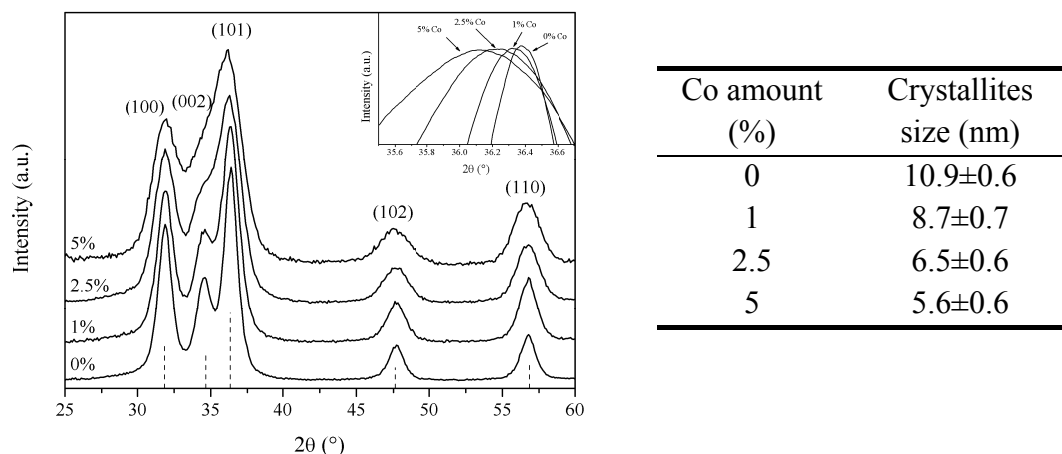 (101)
(100) (002)
(102)
(110)
5%
2.5%
1%
0%
25 30 35 40 45 50 55 60
2θ (°)
Intensity (a.u.)
5% Co 2.5% Co 1% Co 0% Co
35.6 35.8 36.0 36.2 36.4 36.6
2θ (°)
Intensity (a.u.)
Co amount Crystallites
(%) size (nm)
0 10.9±0.6
1 8.7±0.7
2.5 6.5±0.6
5 5.6±0.6